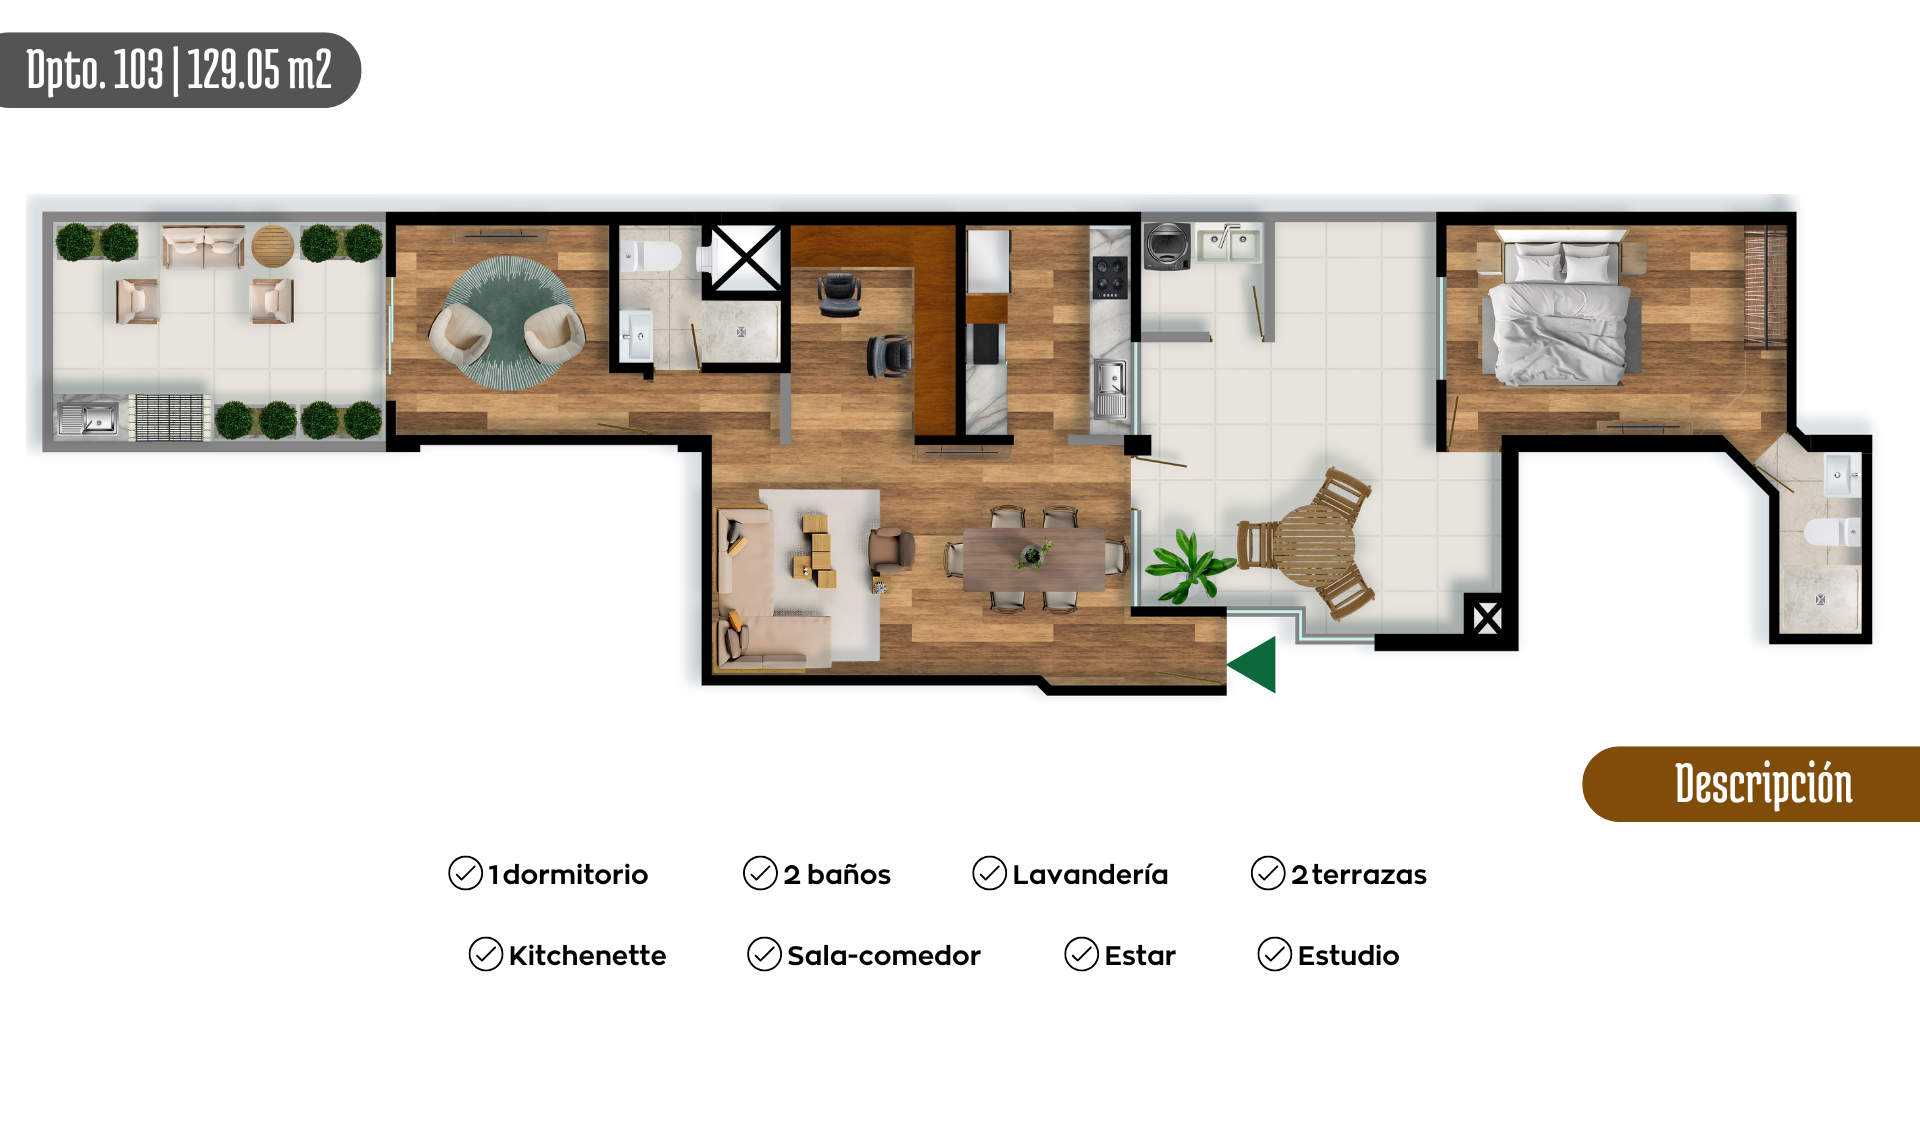 Dpto. 103 | 129.05 m2
Descripción
1 dormitorio
2 baños
Lavandería
2 terrazas
Kitchenette
Sala-comedor
Estar
Estudio